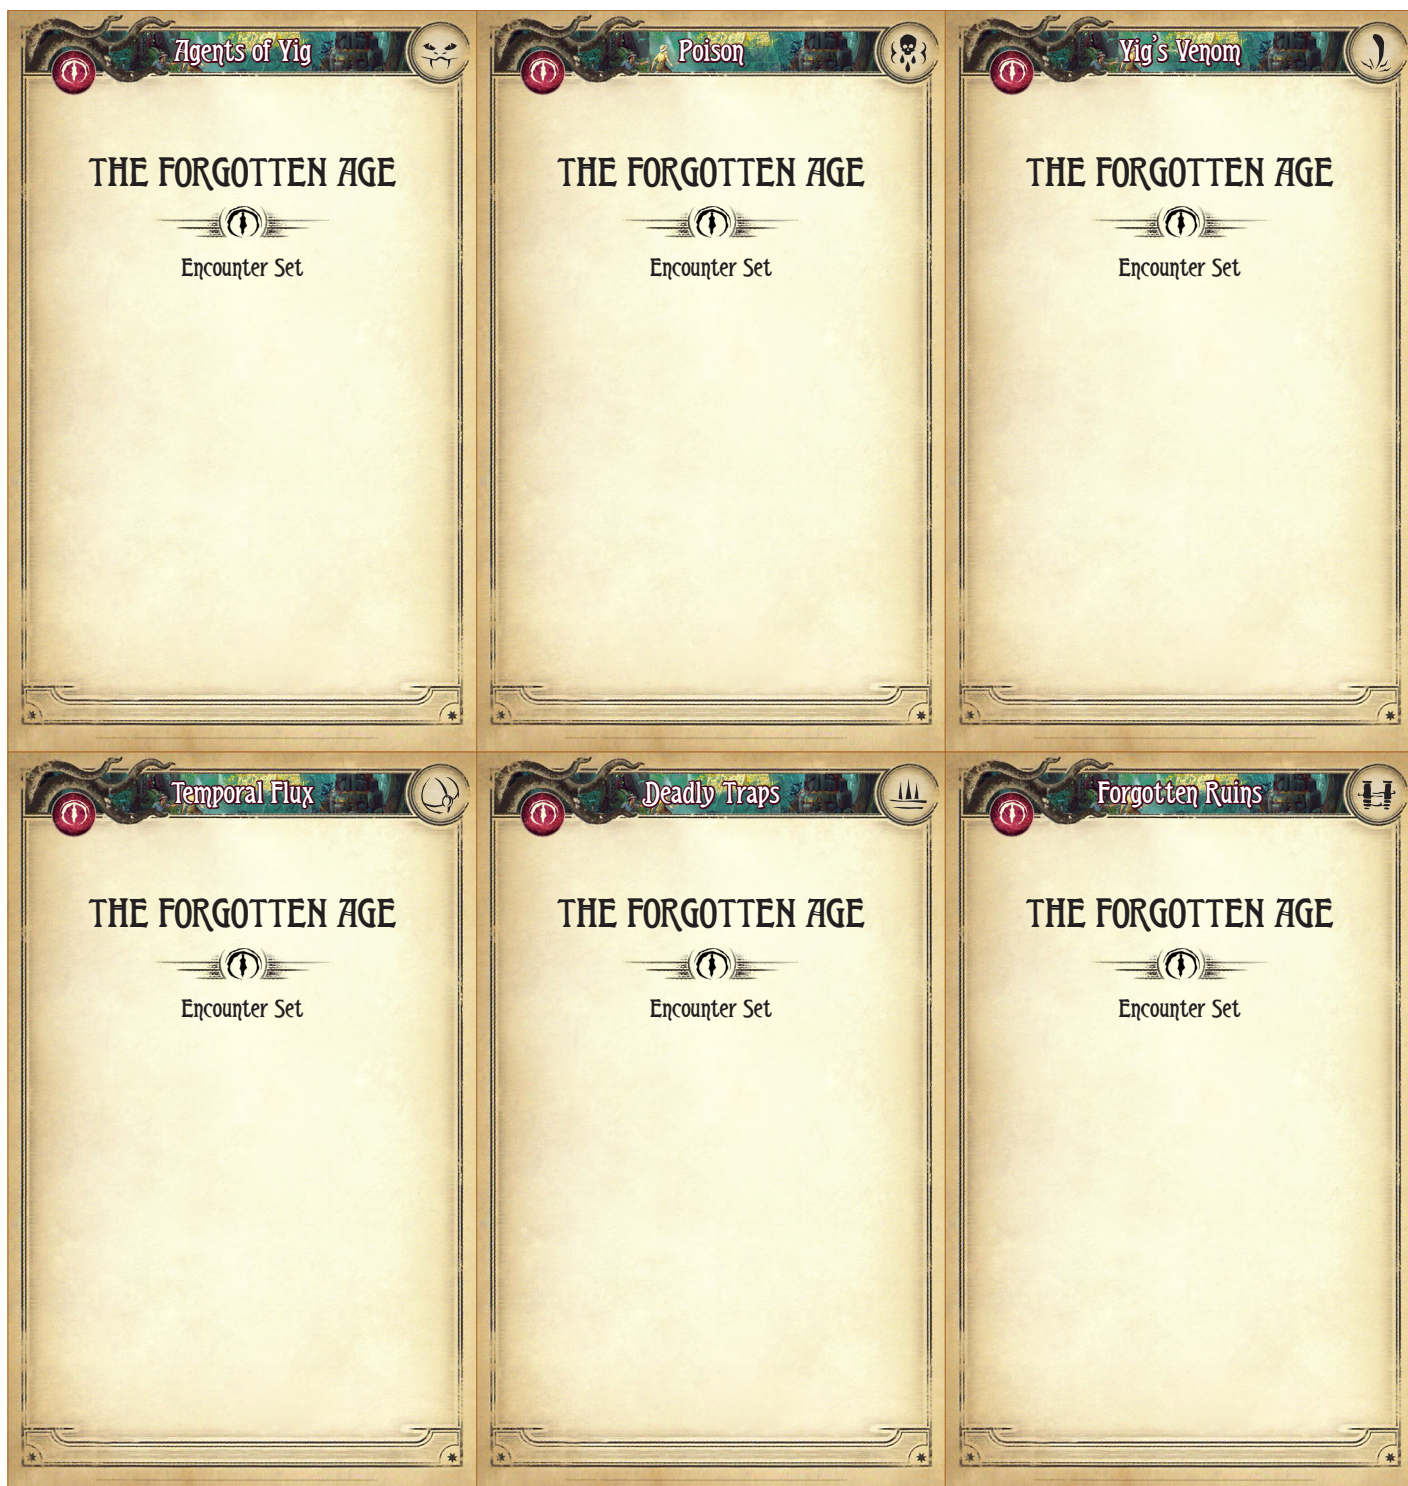 Agents of Yig
THE FORGOTTEN AGE
Encounter Set
Poison
THE FORGOTTEN AGE
Encounter Set
Yig's Venom
THE FORGOTTEN AGE
Encounter Set
Temporal Flux
THE FORGOTTEN AGE
Encounter Set
Deadly Traps
THE FORGOTTEN AGE
Encounter Set
Forgotten Ruins
THE FORGOTTEN AGE
Encounter Set